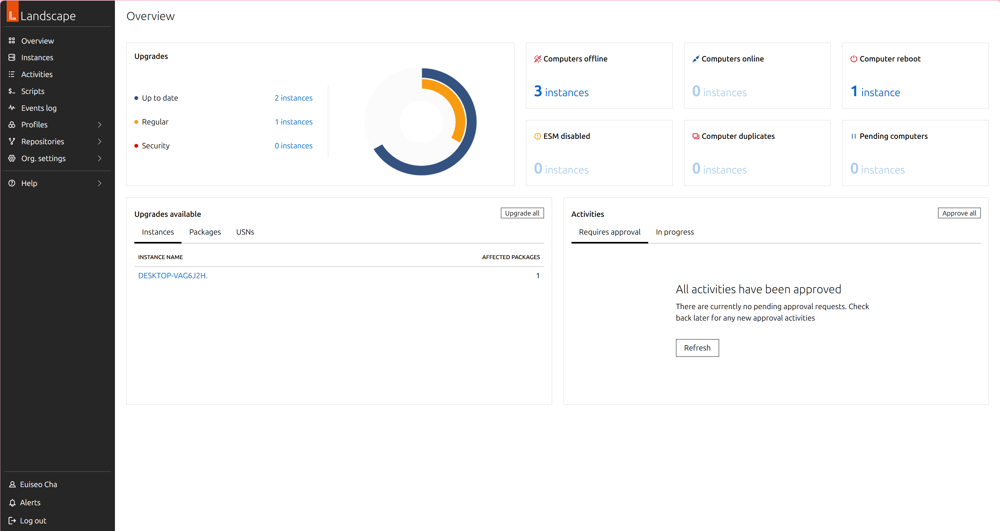 Landscape
Overview
Instances
Activities
Scripts
Events log
Profiles
Repositories
Org. settings
Help
Euiseo Cha
Alerts
Log out
Overview
Upgrades
Up to date 2 instances
Regular 1 instances
Security 0 instances
Computers offline
3 instances
Computers online
0 instances
Computer reboot
1 instance
ESM disabled
0 instances
Computer duplicates
0 instances
Pending computers
0 instances
Upgrades available Upgrade all
Instances Packages USNs
INSTANCE NAME AFFECTED PACKAGES
DESKTOP-VAG6J2H. 1
Activities Approve all
Requires approval In progress
All activities have been approved
There are currently no pending approval requests. Check
back later for any new approval activities
Refresh